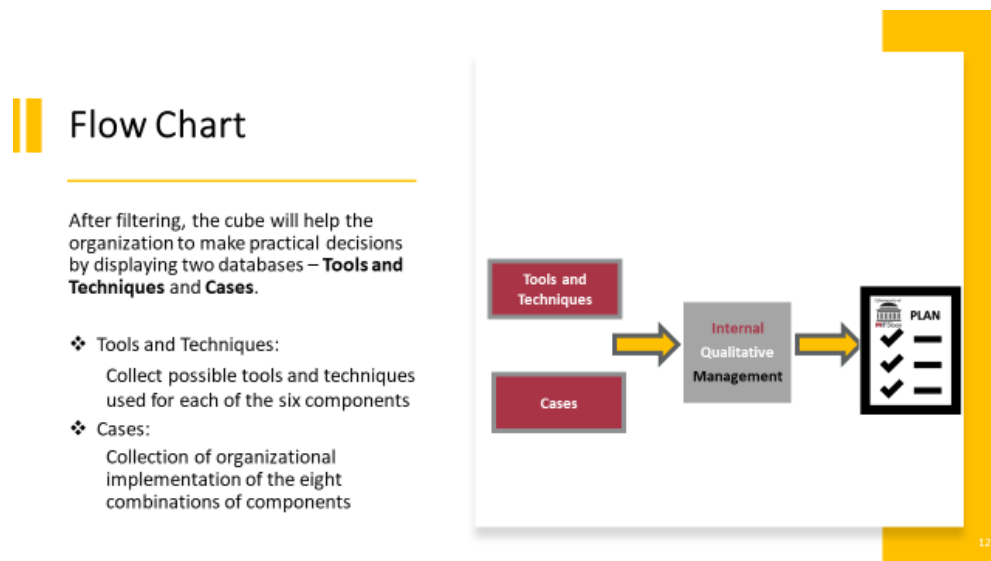 Flow Chart
After filtering, the cube will help the
organization to make practical decisions
by displaying two databases – Tools and
Techniques and Cases.
❖ Tools and Techniques:
Collect possible tools and techniques
used for each of the six components
❖ Cases:
Collection of organizational
implementation of the eight
combinations of components
Tools and
Techniques
Cases
Internal
Qualitative
Management
PLAN
12